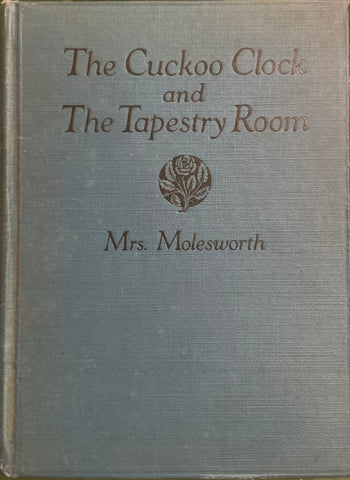 The Cuckoo Clock
and
The Tapestry Room
Mrs. Molesworth